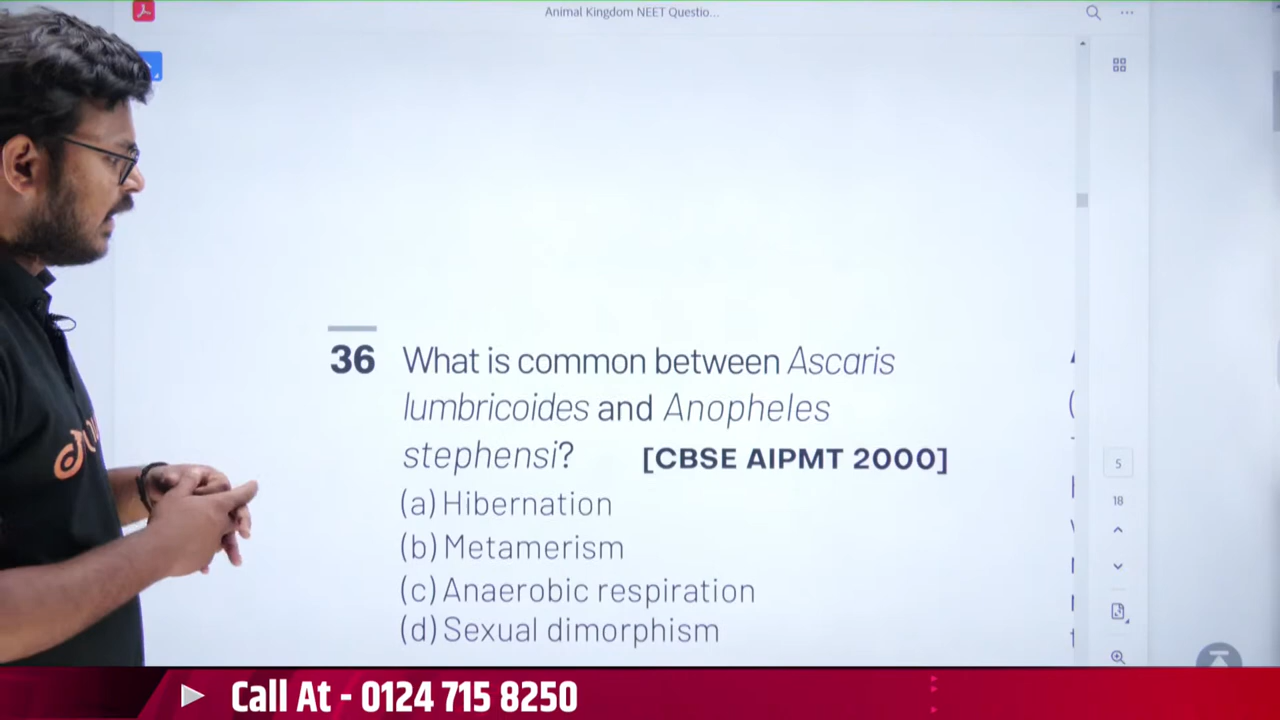 Animal Kingdom NEET Questio...
36 What is common between Ascaris
lumbricoides and Anopheles
stephensi? [CBSE AIPMT 2000]
(a) Hibernation
(b) Metamerism
(c) Anaerobic respiration
(d) Sexual dimorphism
5
18
Call At - 0124 715 8250